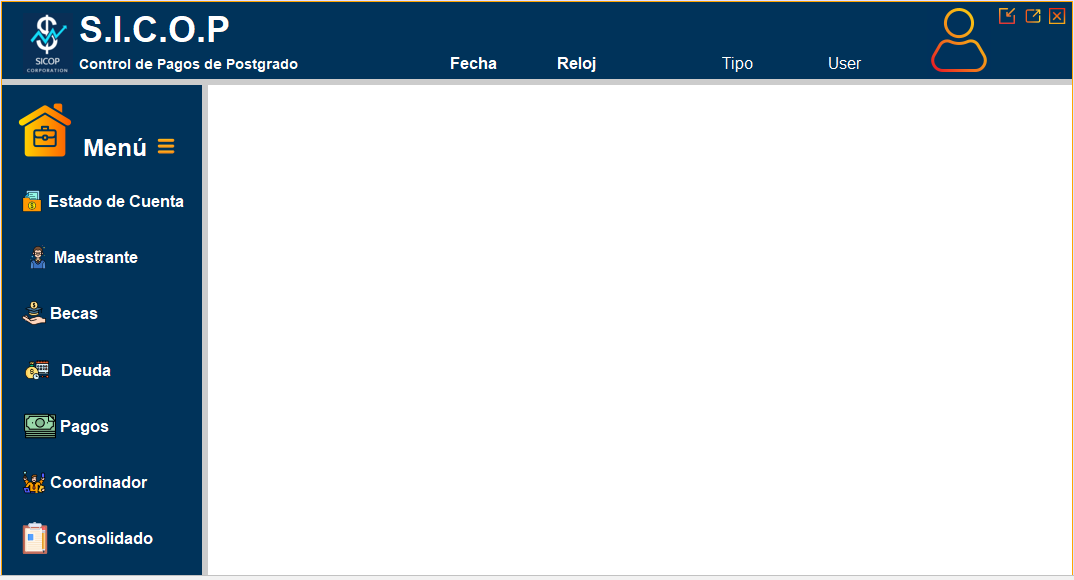 S.I.C.O.P
SICOP
CORPORATION
Control de Pagos de Postgrado
Fecha
Reloj
Tipo
User
Menú
Estado de Cuenta
Maestrante
Becas
Deuda
Pagos
Coordinador
Consolidado